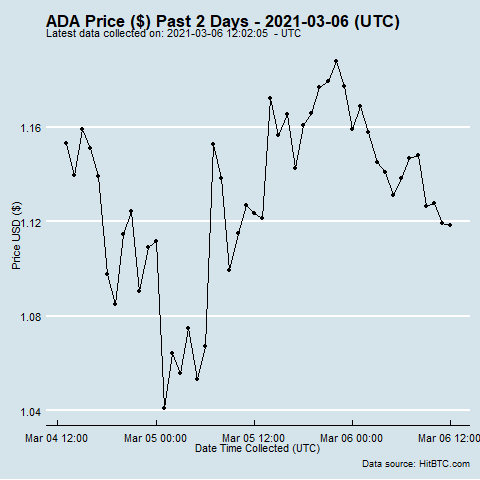 ADA Price ($) Past 2 Days - 2021-03-06 (UTC)
Latest data collected on: 2021-03-06 12:02:05 - UTC
Price USD ($)
1.16
1.12
1.08
1.04
Mar 04 12:00 Mar 05 00:00 Mar 05 12:00 Mar 06 00:00 Mar 06 12:00
Date Time Collected (UTC)
Data source: HitBTC.com